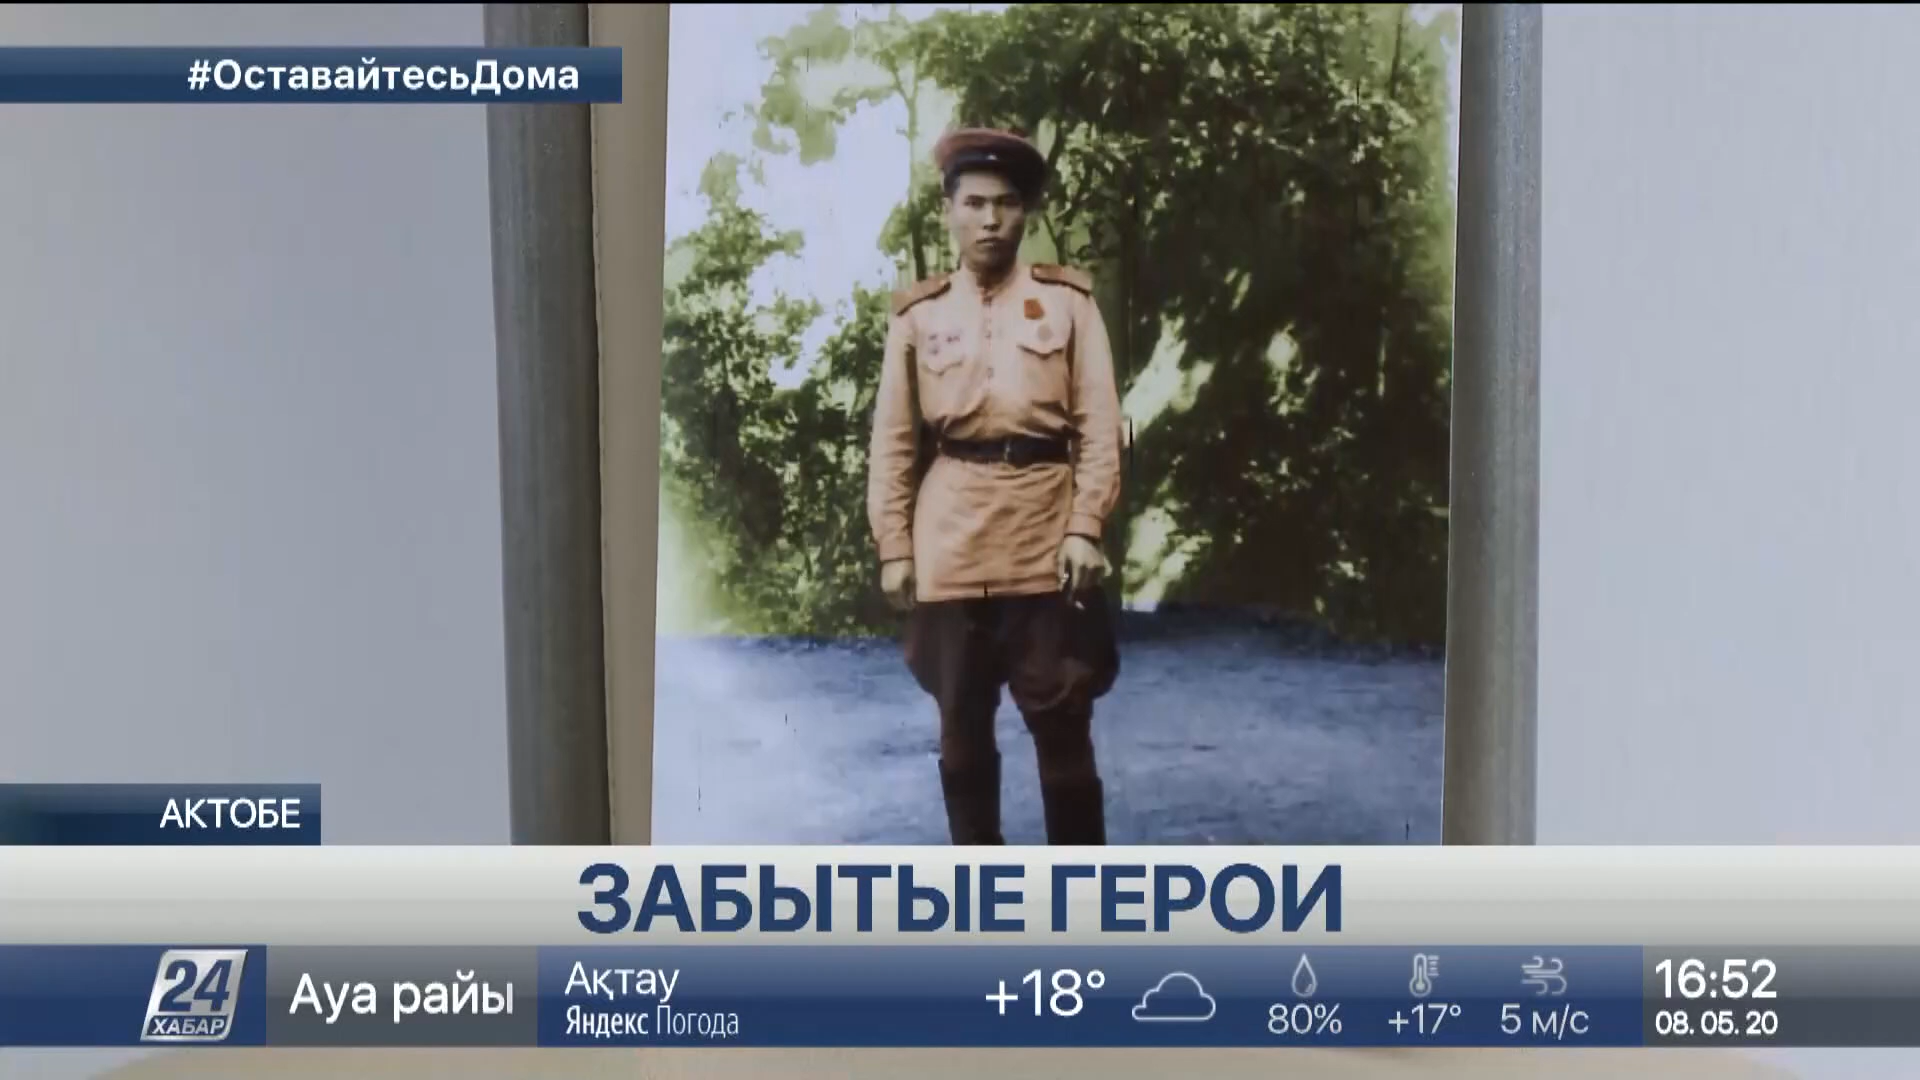 #ОставайтесьДома
АКТОБЕ
ЗАБЫТЫЕ ГЕРОИ
24
ХАБАР
Ауа райы
Ақтау
Яндекс Погода
+18°
80%
+17°
5 м/с
16:52
08. 05. 20